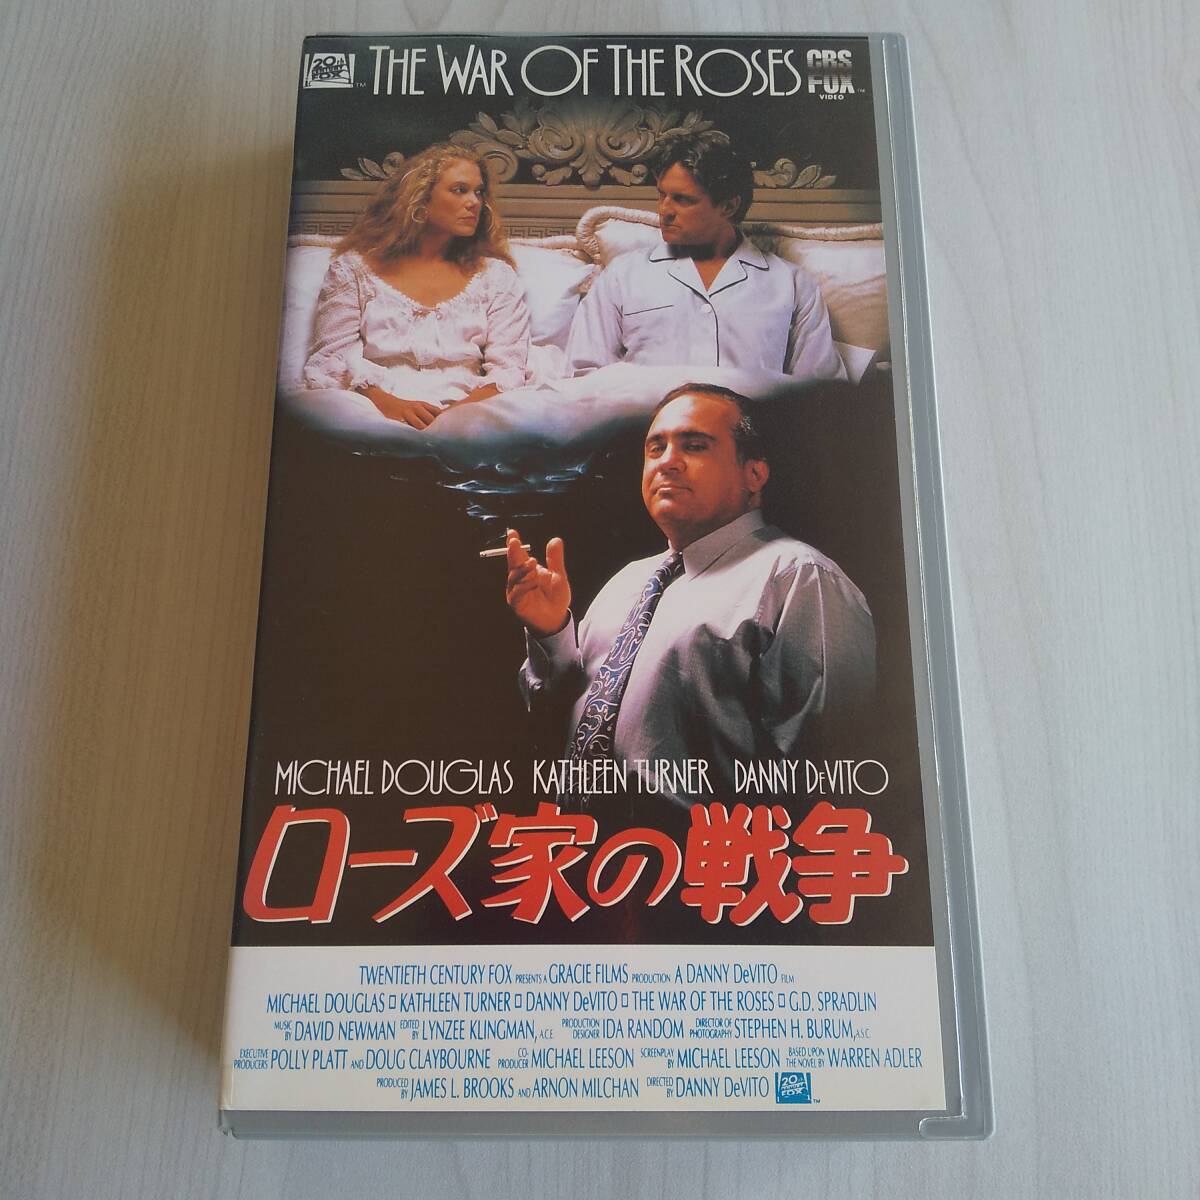 20th CENTURY FOX ™ THE WAR OF THE ROSES CBS FOX VIDEO ™
MICHAEL DOUGLAS KATHLEEN TURNER DANNY DeVITO
ローズ家の戦争
TWENTIETH CENTURY FOX PRESENTS A GRACIE FILMS PRODUCTION A DANNY DeVITO FILM
MICHAEL DOUGLAS □ KATHLEEN TURNER □ DANNY DeVITO □ THE WAR OF THE ROSES □ G.D. SPRADLIN
MUSIC BY DAVID NEWMAN EDITED BY LYNZEE KLINGMAN, A.C.E. PRODUCTION DESIGNER IDA RANDOM DIRECTOR OF PHOTOGRAPHY STEPHEN H. BURUM, A.S.C.
EXECUTIVE PRODUCERS POLLY PLATT AND DOUG CLAYBOURNE CO-PRODUCER MICHAEL LEESON SCREENPLAY BY MICHAEL LEESON BASED UPON THE NOVEL BY WARREN ADLER
PRODUCED BY JAMES L. BROOKS AND ARNON MILCHAN DIRECTED BY DANNY DeVITO 20th CENTURY FOX ™